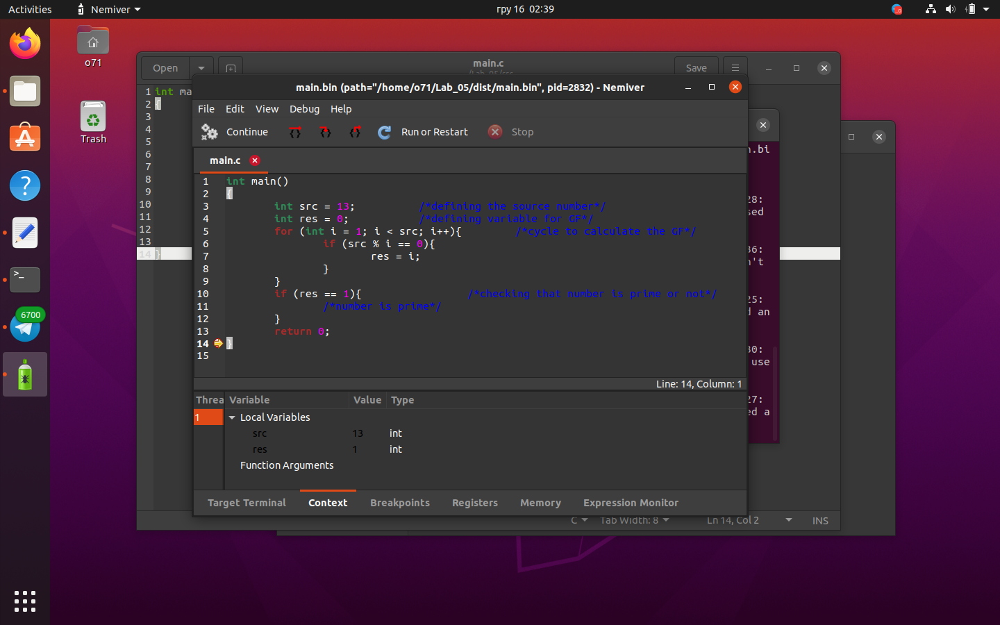 Activities
Nemiver
гру 16 02:39
o71
Trash
6700
>_
Open
main.c
Save
int ma
1
2
3
4
5
6
7
8
9
10
11
12
13
14 }
main.bin (path="/home/o71/Lab_05/dist/main.bin", pid=2832) - Nemiver
File Edit View Debug Help
Continue
Run or Restart
Stop
main.c
1 int main()
2 {
3 int src = 13; /*defining the source number*/
4 int res = 0; /*defining variable for GF*/
5 for (int i = 1; i < src; i++){ /*cycle to calculate the GF*/
6 if (src % i == 0){
7 res = i;
8 }
9 }
10 if (res == 1){ /*checking that number is prime or not*/
11 /*number is prime*/
12 }
13 return 0;
14 }
15
Line: 14, Column: 1
Threa Variable Value Type
1 Local Variables
src 13 int
res 1 int
Function Arguments
Target Terminal Context Breakpoints Registers Memory Expression Monitor
n.bi
28:
sed
36:
n't
25:
d an
30:
use
27:
ed a
C Tab Width: 8 Ln 14, Col 2 INS